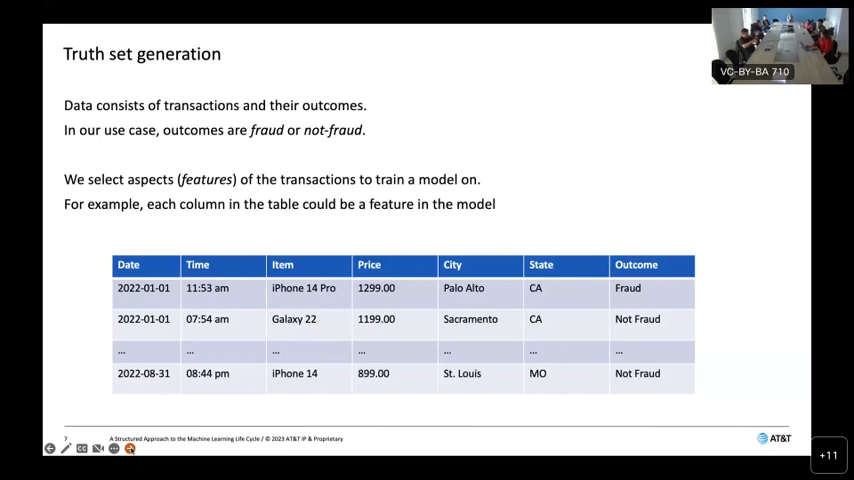 Truth set generation
VC-BY-BA 710
Data consists of transactions and their outcomes.
In our use case, outcomes are fraud or not-fraud.
We select aspects (features) of the transactions to train a model on.
For example, each column in the table could be a feature in the model
Date Time Item Price City State Outcome
2022-01-01 11:53 am iPhone 14 Pro 1299.00 Palo Alto CA Fraud
2022-01-01 07:54 am Galaxy 22 1199.00 Sacramento CA Not Fraud
... ... ... ... ... ... ...
2022-08-31 08:44 pm iPhone 14 899.00 St. Louis MO Not Fraud
7 A Structured Approach to the Machine Learning Life Cycle / © 2023 AT&T IP & Proprietary
AT&T
CC
+11